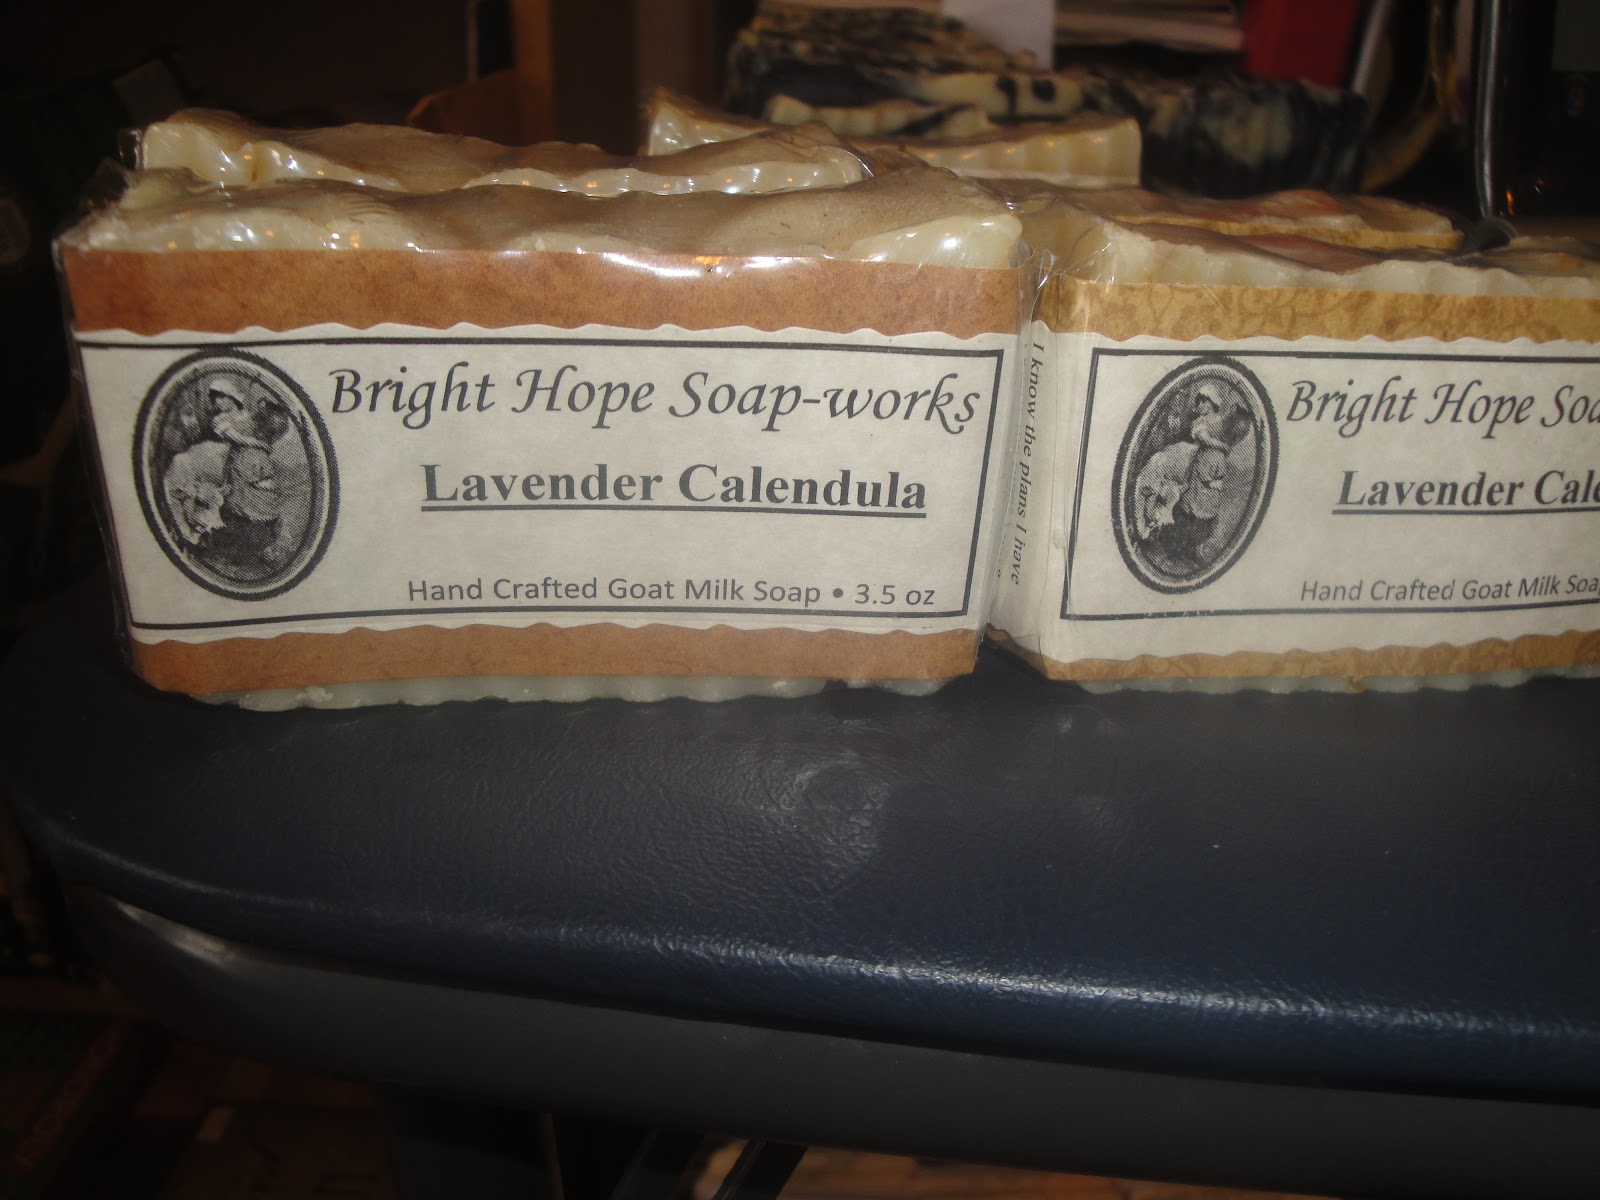 Bright Hope Soap-works
Lavender Calendula
Hand Crafted Goat Milk Soap • 3.5 oz
I know the plans I have
Bright Hope Soa
Lavender Cale
Hand Crafted Goat Milk Soa